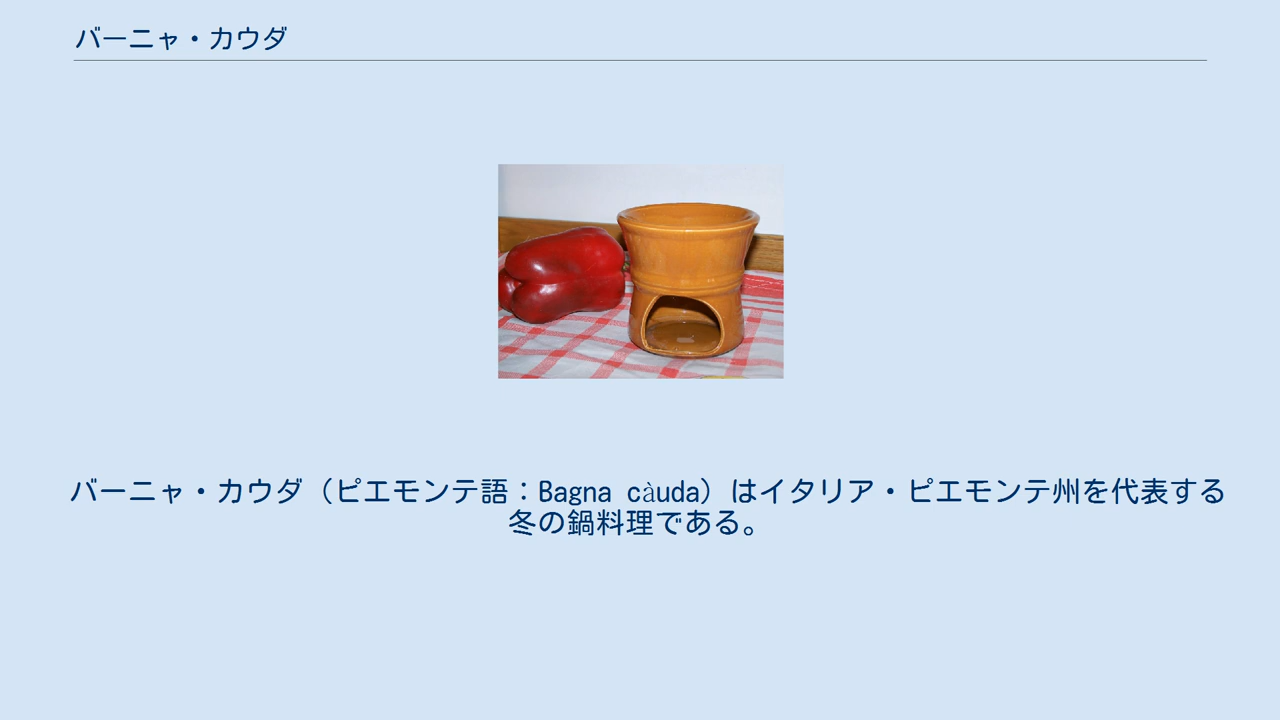 バーニャ・カウダ
バーニャ・カウダ（ピエモンテ語：Bagna càuda）はイタリア・ピエモンテ州を代表する
冬の鍋料理である。